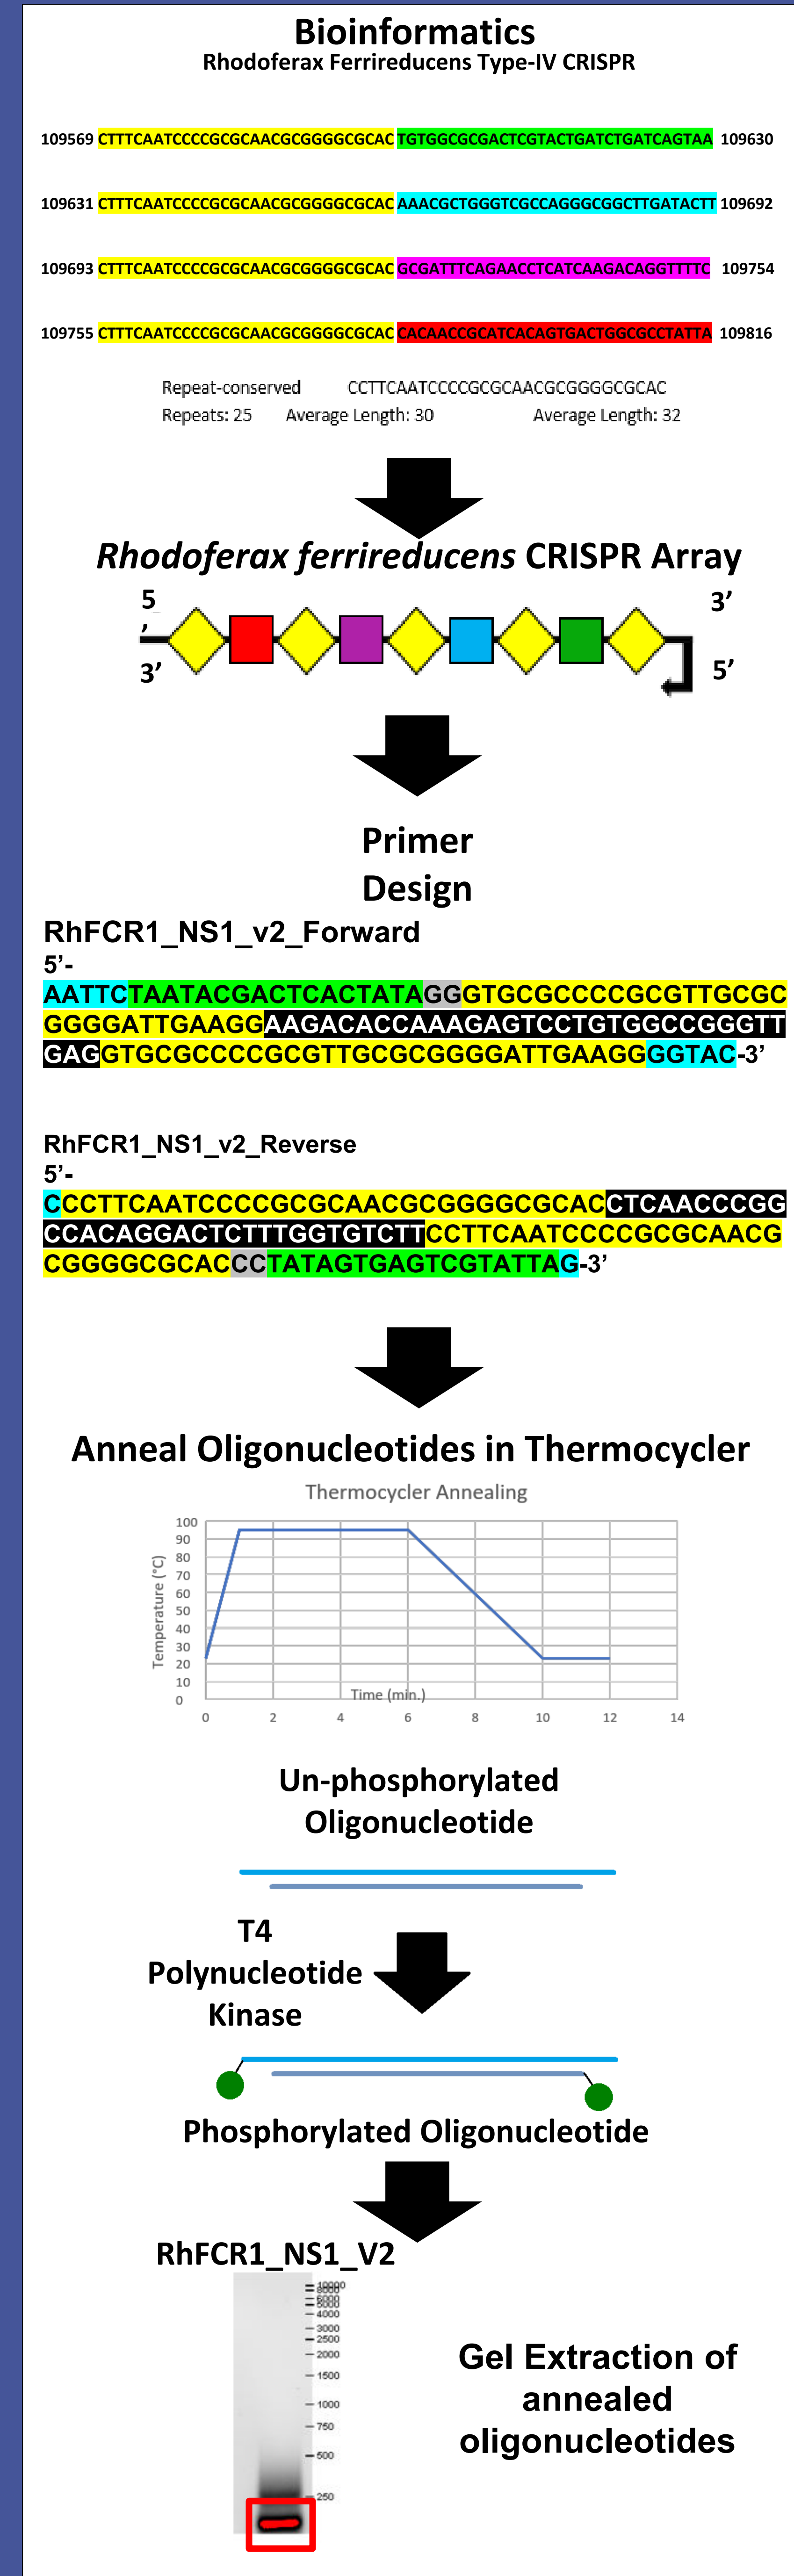 Bioinformatics
Rhodoferax Ferrireducens Type-IV CRISPR
109569 CTTTCAATCCCCGCGCAACGCGGGGCGCAC TGTGGCGCGACTCGTACTGATCTGATCAGTAA 109630
109631 CTTTCAATCCCCGCGCAACGCGGGGCGCAC AAACGCTGGGTCGCCAGGGCGGCTTGATACTT 109692
109693 CTTTCAATCCCCGCGCAACGCGGGGCGCAC GCGATTTCAGAACCTCATCAAGACAGGTTTTC 109754
109755 CTTTCAATCCCCGCGCAACGCGGGGCGCAC CACAACCGCATCACAGTGACTGGCGCCTATTA 109816
Repeat-conserved CCTTCAATCCCCGCGCAACGCGGGGCGCAC
Repeats: 25 Average Length: 30 Average Length: 32
Rhodoferax ferrireducens CRISPR Array
5
’
3’
3’
5’
Primer
Design
RhFCR1_NS1_v2_Forward
5’-
AATTCTAATACGACTCACTATAGGGTGCGCCCCGCGTTGCGC
GGGGATTGAAGGAAGACACCAAAGAGTCCTGTGGCCGGGTT
GAGGTGCGCCCCGCGTTGCGCGGGGATTGAAGGGGTAC-3’
RhFCR1_NS1_v2_Reverse
5’-
CCCTTCAATCCCCGCGCAACGCGGGGCGCACCTCAACCCGG
CCACAGGACTCTTTGGTGTCTTCCTTCAATCCCCGCGCAACG
CGGGGCGCACCCTATAGTGAGTCGTATTAG-3’
Anneal Oligonucleotides in Thermocycler
Thermocycler Annealing
Temperature (°C)
100
90
80
70
60
50
40
30
20
10
0
Time (min.)
0 2 4 6 8 10 12 14
Un-phosphorylated
Oligonucleotide
T4
Polynucleotide
Kinase
Phosphorylated Oligonucleotide
RhFCR1_NS1_V2
10000
8000
6000
5000
4000
3000
2500
2000
1500
1000
750
500
250
Gel Extraction of
annealed
oligonucleotides